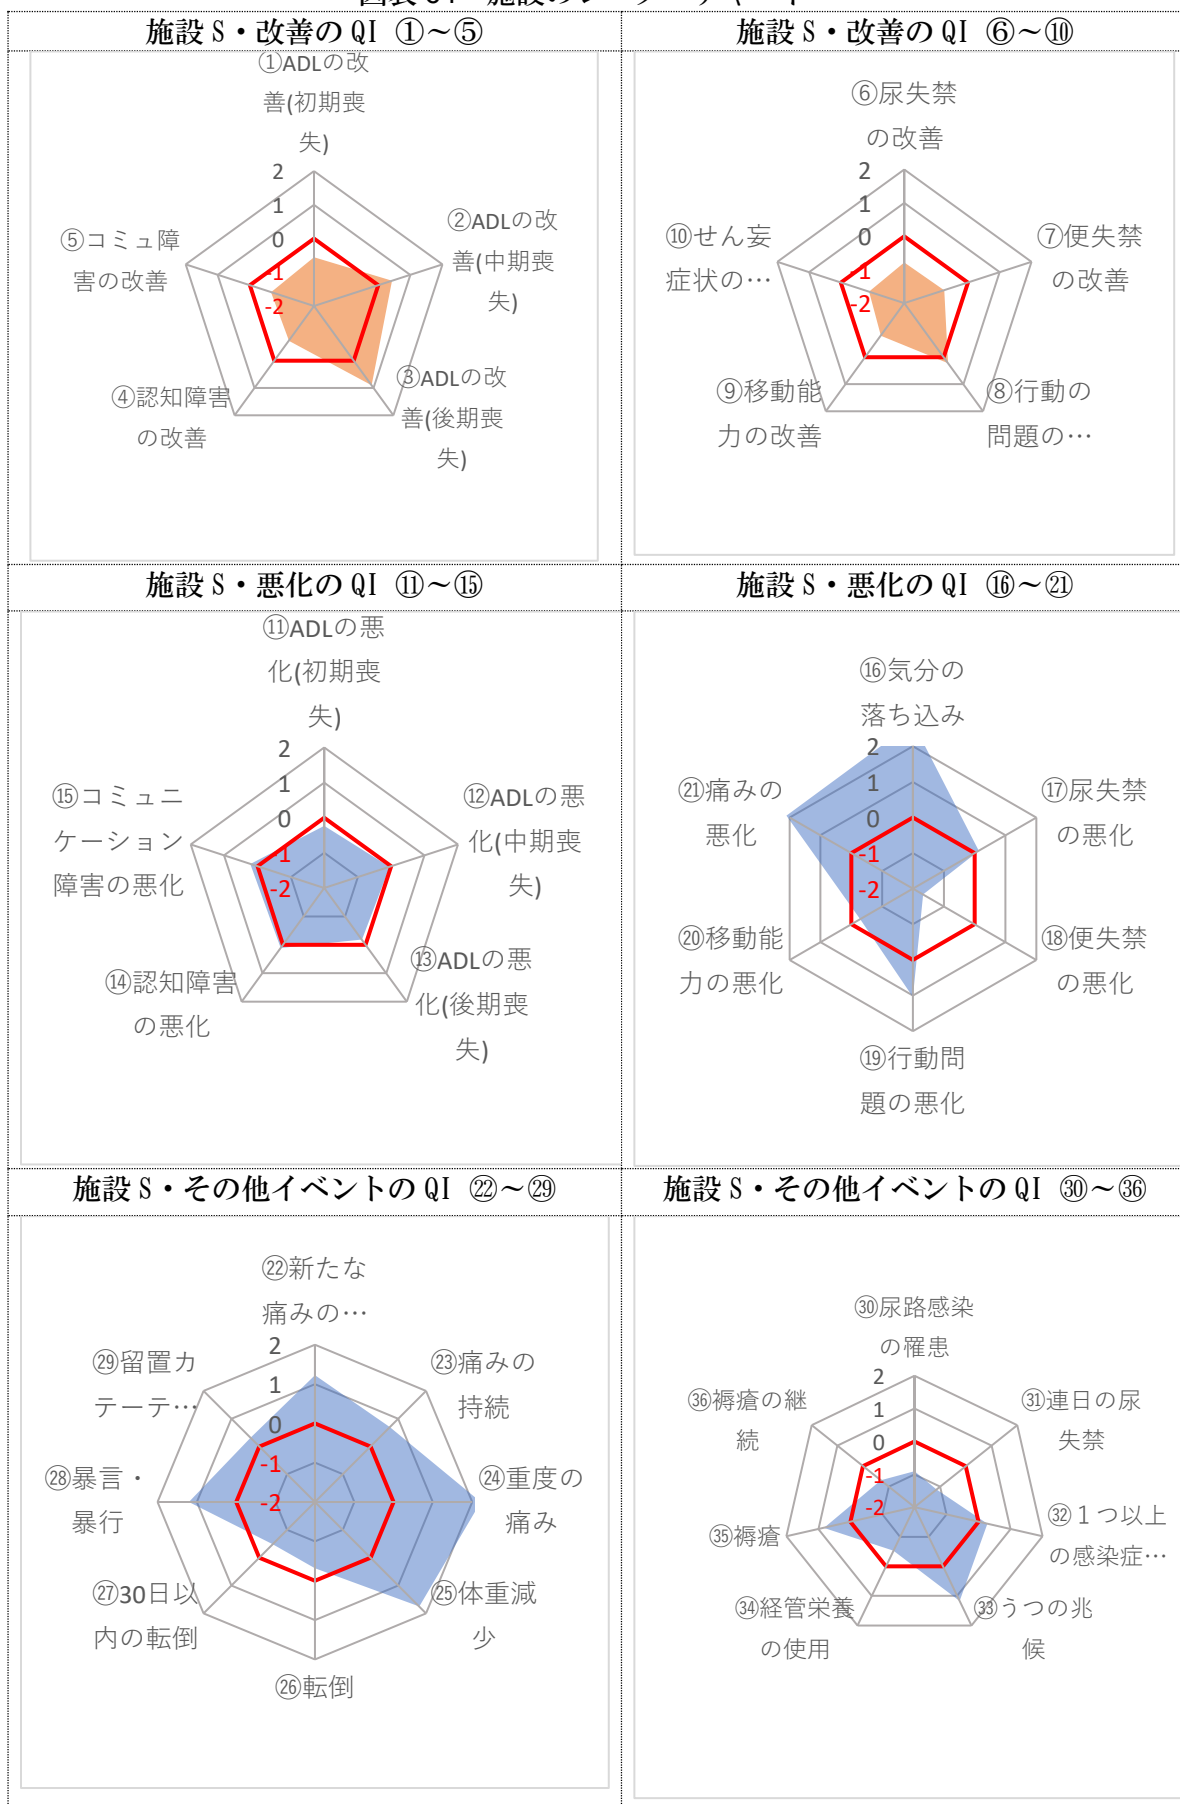 施設 S・改善の QI ①～⑤
施設 S・改善の QI ⑥～⑩
①ADLの改
善(初期喪
失)
2
1
0
-1
-2
②ADLの改
善(中期喪
失)
③ADLの改
善(後期喪
失)
④認知障害
の改善
⑤コミュ障
害の改善
⑥尿失禁
の改善
2
1
0
-1
-2
⑦便失禁
の改善
⑧行動の
問題の…
⑨移動能
力の改善
⑩せん妄
症状の…
施設 S・悪化の QI ⑪～⑮
施設 S・悪化の QI ⑯～㉑
⑪ADLの悪
化(初期喪
失)
2
1
0
-1
-2
⑫ADLの悪
化(中期喪
失)
⑬ADLの悪
化(後期喪
失)
⑭認知障害
の悪化
⑮コミュニ
ケーション
障害の悪化
⑯気分の
落ち込み
2
1
0
-1
-2
⑰尿失禁
の悪化
⑱便失禁
の悪化
⑲行動問
題の悪化
⑳移動能
力の悪化
㉑痛みの
悪化
施設 S・その他イベントの QI ㉒～㉙
施設 S・その他イベントの QI ㉚～㊱
㉒新たな
痛みの…
2
1
0
-1
-2
㉓痛みの
持続
㉔重度の
痛み
㉕体重減
少
㉖転倒
㉗30日以
内の転倒
㉘暴言・
暴行
㉙留置カ
テーテ…
㉚尿路感染
の罹患
2
1
0
-1
-2
㉛連日の尿
失禁
㉜１つ以上
の感染症…
㉝うつの兆
候
㉞経管栄養
の使用
㉟褥瘡
㊱褥瘡の継
続